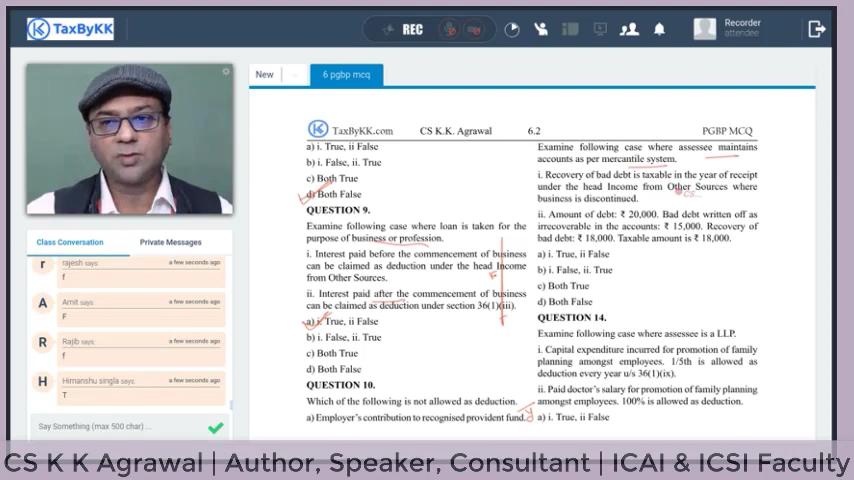 TaxByKK
REC
Recorder
attendee
New
6 pgbp mcq
Class Conversation
Private Messages
r
rajesh says:
a few seconds ago
f
A
Amit says:
a few seconds ago
F
R
Rajib says:
a few seconds ago
f
H
Himanshu singla says:
a few seconds ago
T
Say Something (max 500 char) ...
TaxByKK.com
CS K.K. Agrawal
6.2
PGBP MCQ
a) i. True, ii False
b) i. False, ii. True
c) Both True
d) Both False
QUESTION 9.
Examine following case where loan is taken for the
purpose of business or profession.
i. Interest paid before the commencement of business
can be claimed as deduction under the head Income
from Other Sources.
ii. Interest paid after the commencement of business
can be claimed as deduction under section 36(1)(iii).
a) i. True, ii False
b) i. False, ii. True
c) Both True
d) Both False
QUESTION 10.
Which of the following is not allowed as deduction.
a) Employer's contribution to recognised provident fund.
Examine following case where assessee maintains
accounts as per mercantile system.
i. Recovery of bad debt is taxable in the year of receipt
under the head Income from Other Sources where
business is discontinued.
ii. Amount of debt: ₹ 20,000. Bad debt written off as
irrecoverable in the accounts: ₹ 15,000. Recovery of
bad debt: ₹ 18,000. Taxable amount is ₹ 18,000.
a) i. True, ii False
b) i. False, ii. True
c) Both True
d) Both False
QUESTION 14.
Examine following case where assessee is a LLP.
i. Capital expenditure incurred for promotion of family
planning amongst employees. 1/5th is allowed as
deduction every year u/s 36(1)(ix).
ii. Paid doctor's salary for promotion of family planning
amongst employees. 100% is allowed as deduction.
a) i. True, ii False
CS K K Agrawal | Author, Speaker, Consultant | ICAI & ICSI Faculty